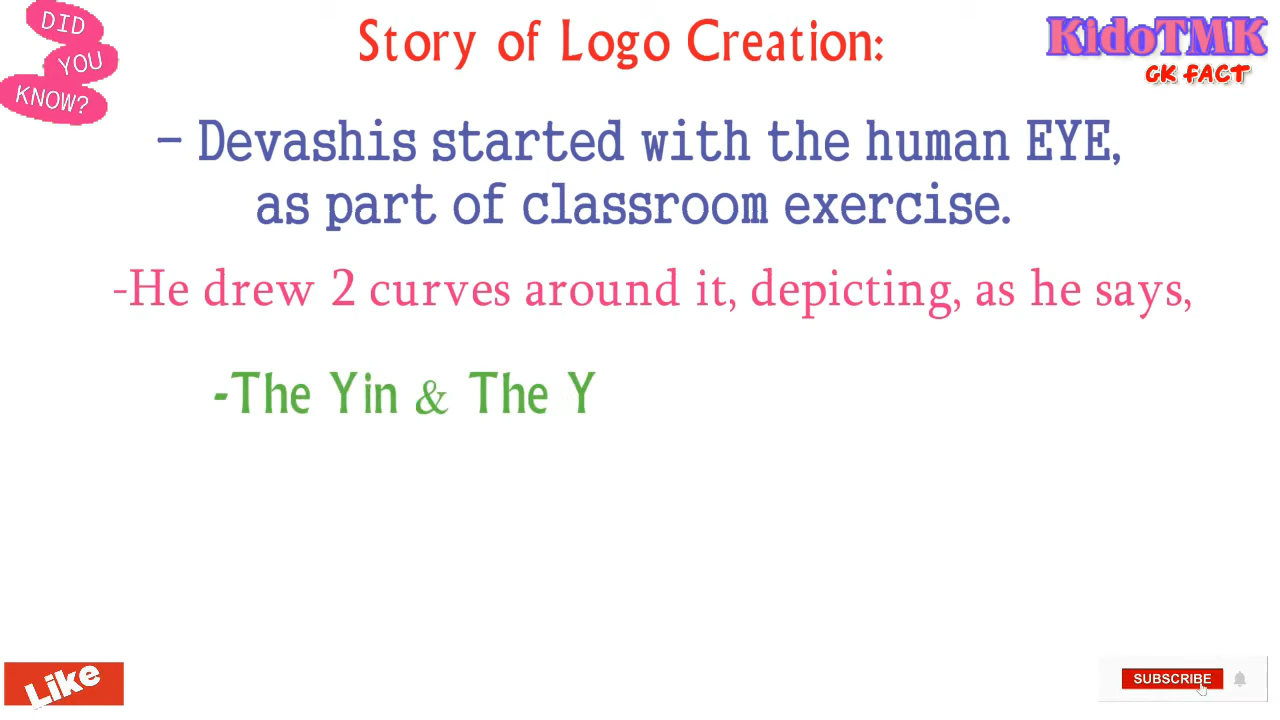 DID
YOU
KNOW?
Story of Logo Creation:
KidoTMK
GK FACT
- Devashis started with the human EYE,
as part of classroom exercise.
-He drew 2 curves around it, depicting, as he says,
-The Yin & The Y
Like
SUBSCRIBE